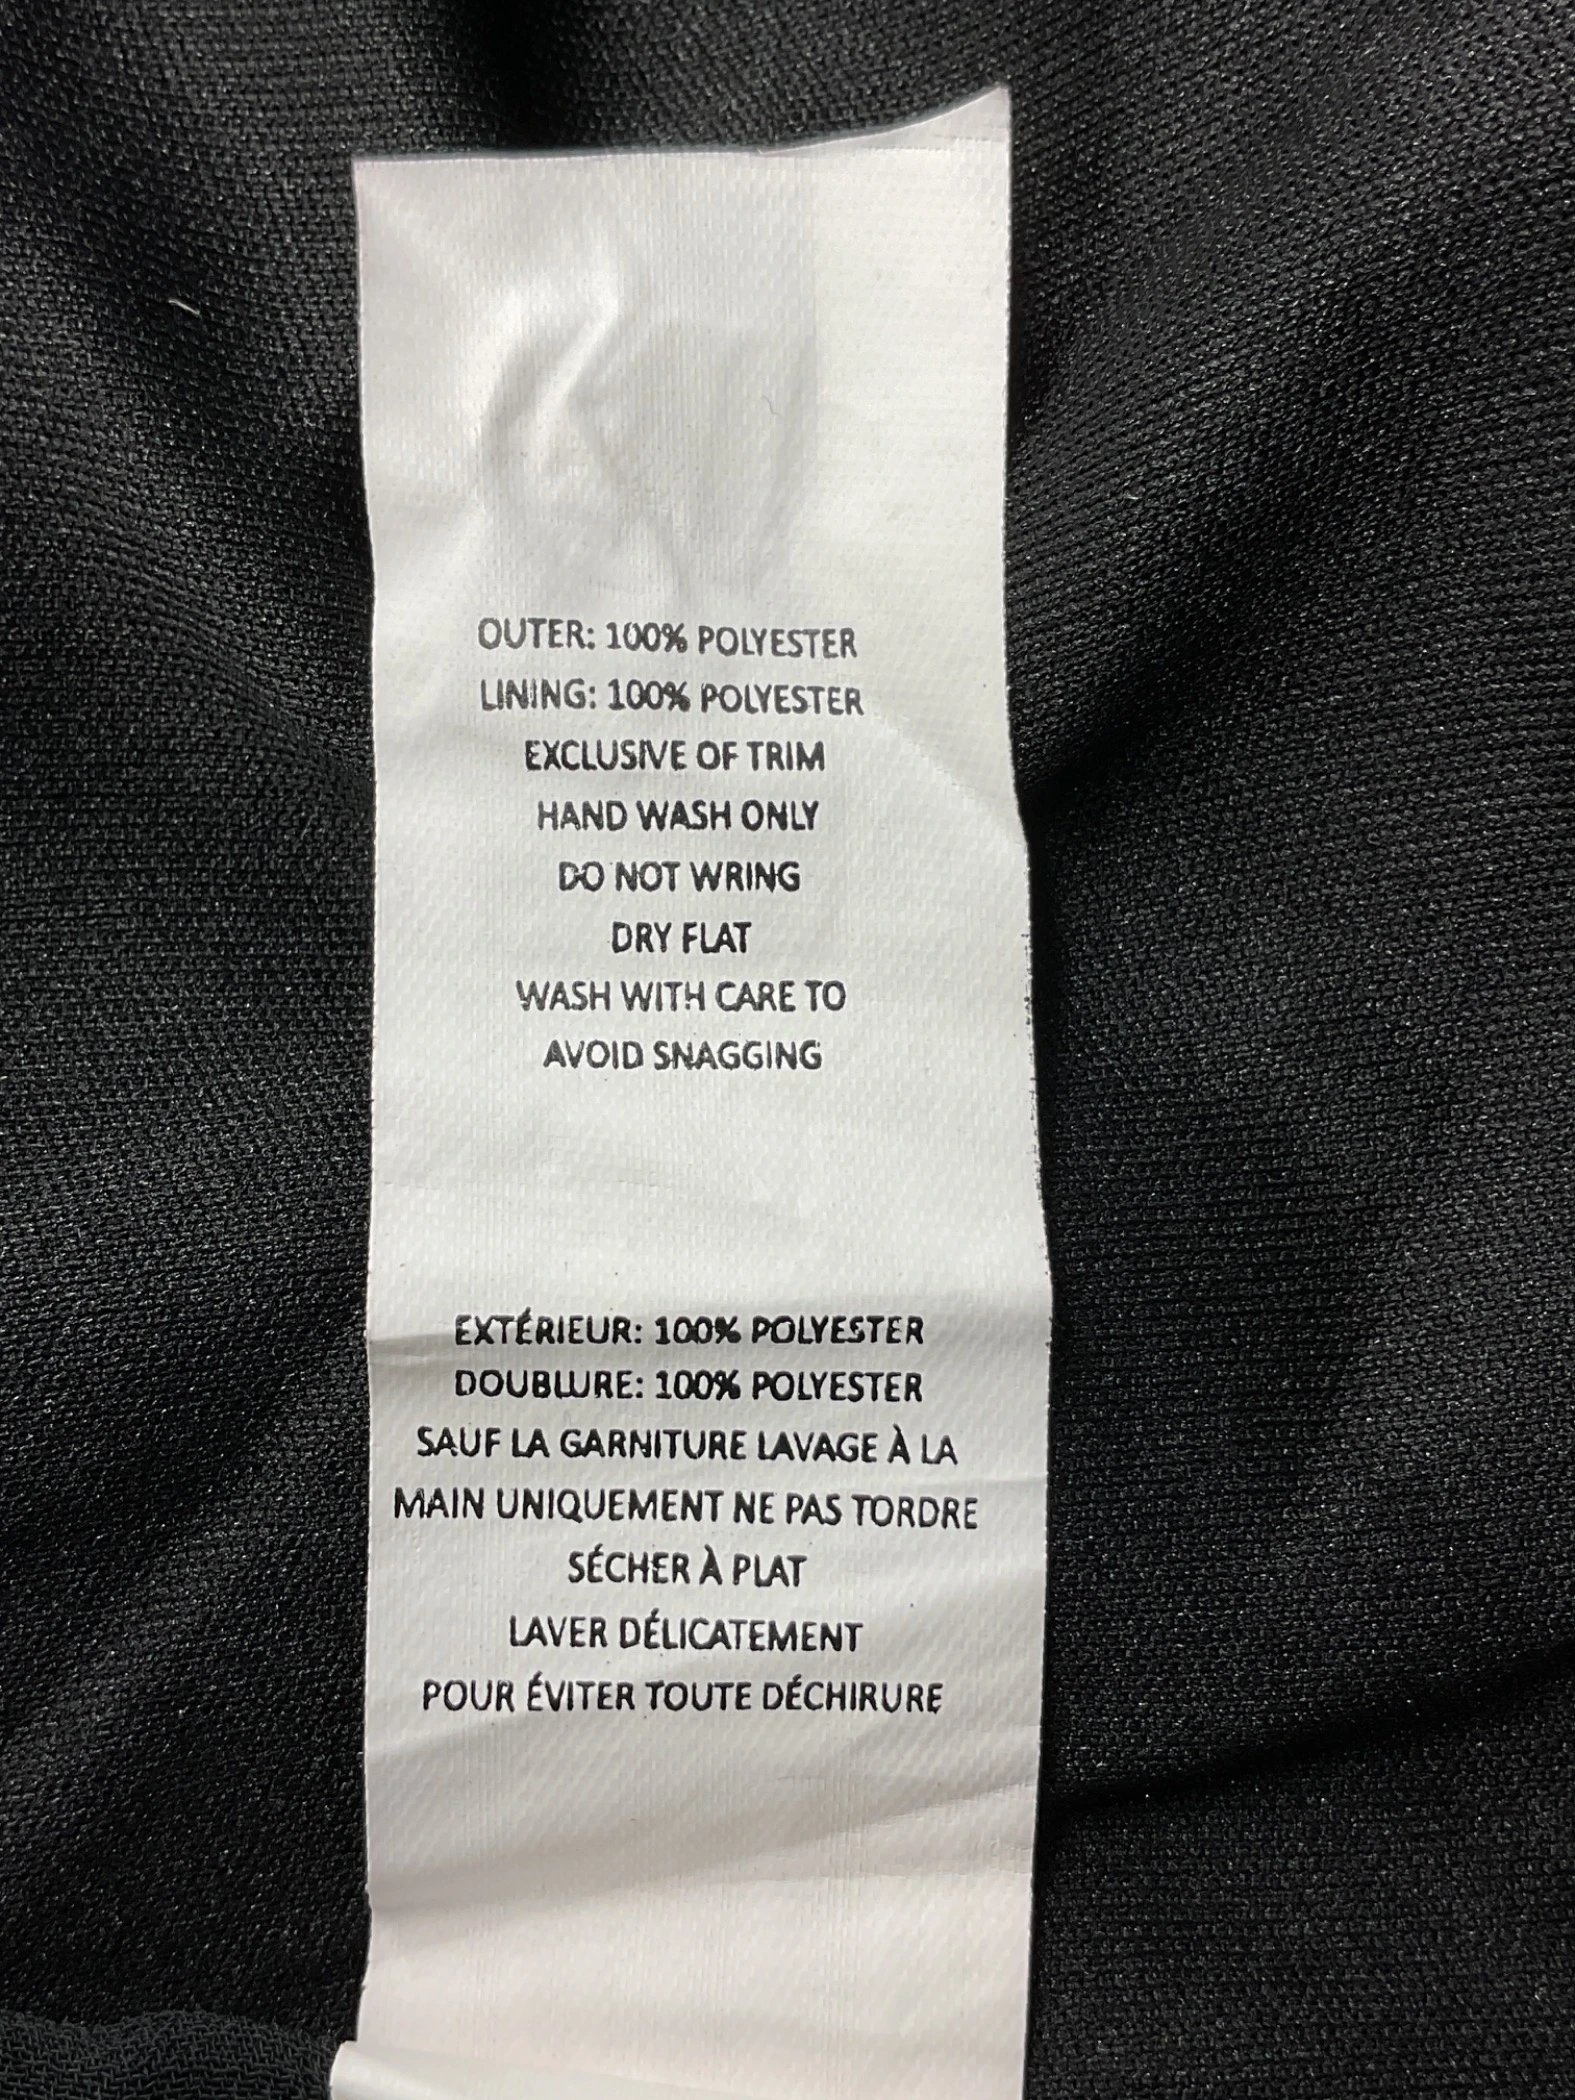 OUTER: 100% POLYESTER
LINING: 100% POLYESTER
EXCLUSIVE OF TRIM
HAND WASH ONLY
DO NOT WRING
DRY FLAT
WASH WITH CARE TO
AVOID SNAGGING
EXTÉRIEUR: 100% POLYESTER
DOUBLURE: 100% POLYESTER
SAUF LA GARNITURE LAVAGE À LA
MAIN UNIQUEMENT NE PAS TORDRE
SÉCHER À PLAT
LAVER DÉLICATEMENT
POUR ÉVITER TOUTE DÉCHIRURE